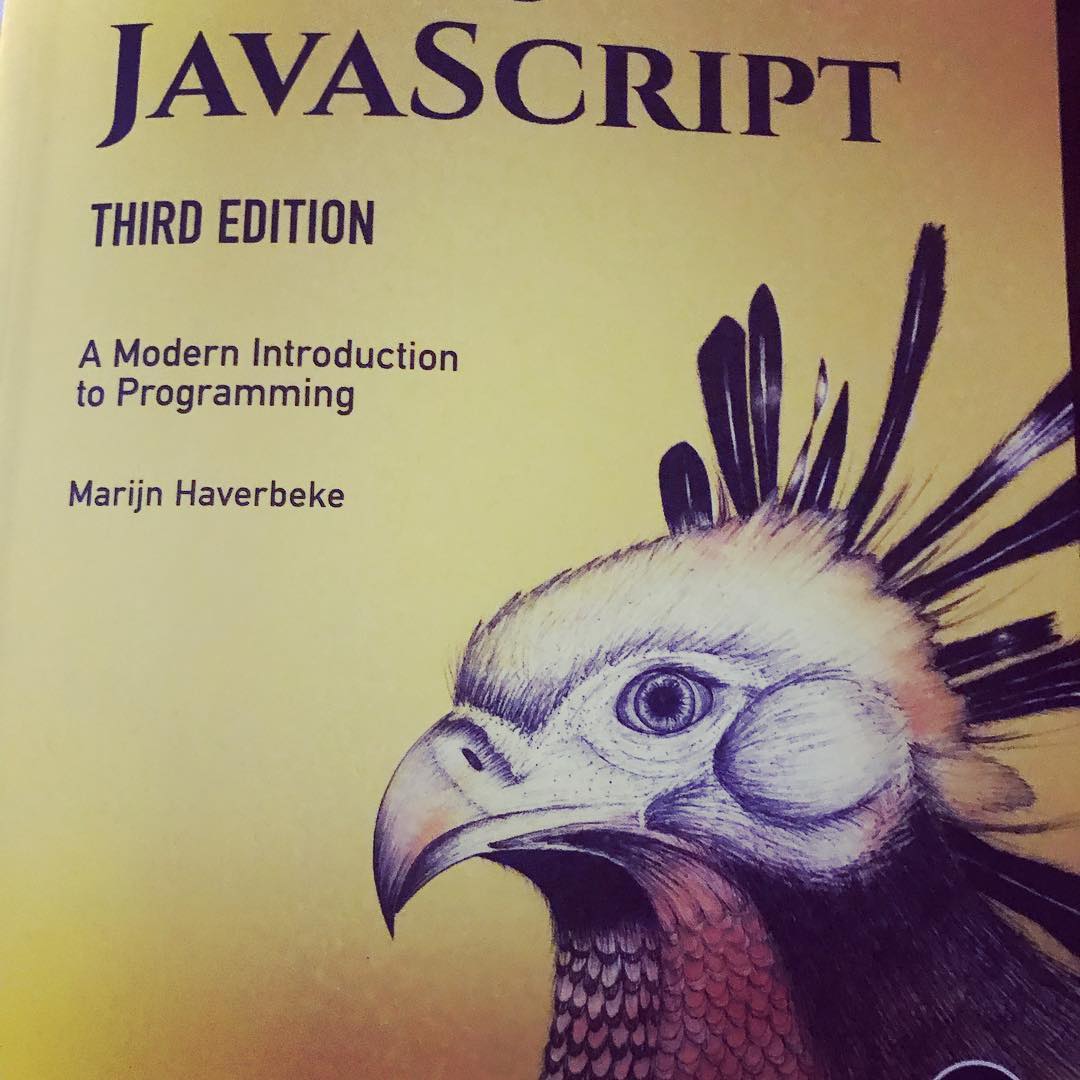 JAVASCRIPT
THIRD EDITION
A Modern Introduction
to Programming
Marijn Haverbeke